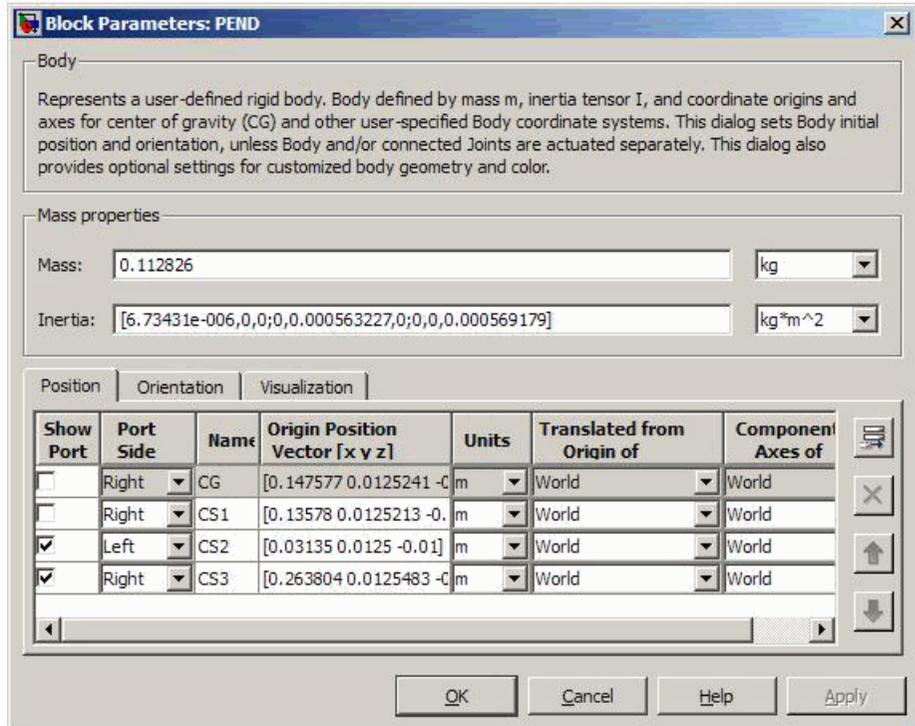 Block Parameters: PEND
Body
Represents a user-defined rigid body. Body defined by mass m, inertia tensor I, and coordinate origins and
axes for center of gravity (CG) and other user-specified Body coordinate systems. This dialog sets Body initial
position and orientation, unless Body and/or connected Joints are actuated separately. This dialog also
provides optional settings for customized body geometry and color.
Mass properties
Mass: 0.112826 kg
Inertia: [6.73431e-006,0,0;0,0.000563227,0;0,0,0.000569179] kg*m^2
Position Orientation Visualization
Show Port Port Side Name Origin Position Vector [x y z] Units Translated from Origin of Component Axes of
Right CG [0.147577 0.0125241 -0 m World World
Right CS1 [0.13578 0.0125213 -0. m World World
Left CS2 [0.03135 0.0125 -0.01] m World World
Right CS3 [0.263804 0.0125483 -0 m World World
OK Cancel Help Apply